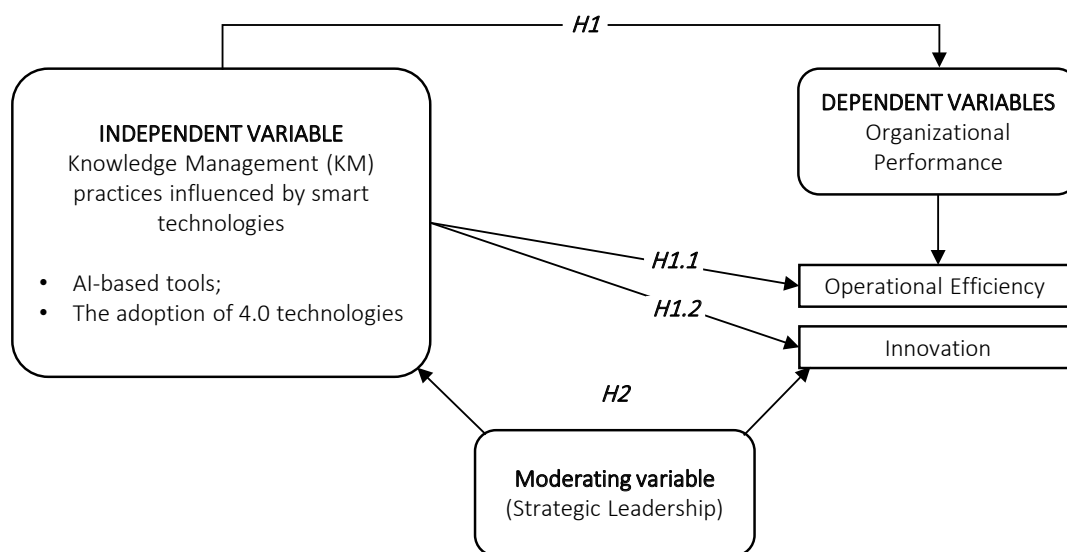 H1
INDEPENDENT VARIABLE
Knowledge Management (KM)
practices influenced by smart
technologies
• AI-based tools;
• The adoption of 4.0 technologies
DEPENDENT VARIABLES
Organizational
Performance
H1.1
Operational Efficiency
H1.2
Innovation
H2
Moderating variable
(Strategic Leadership)